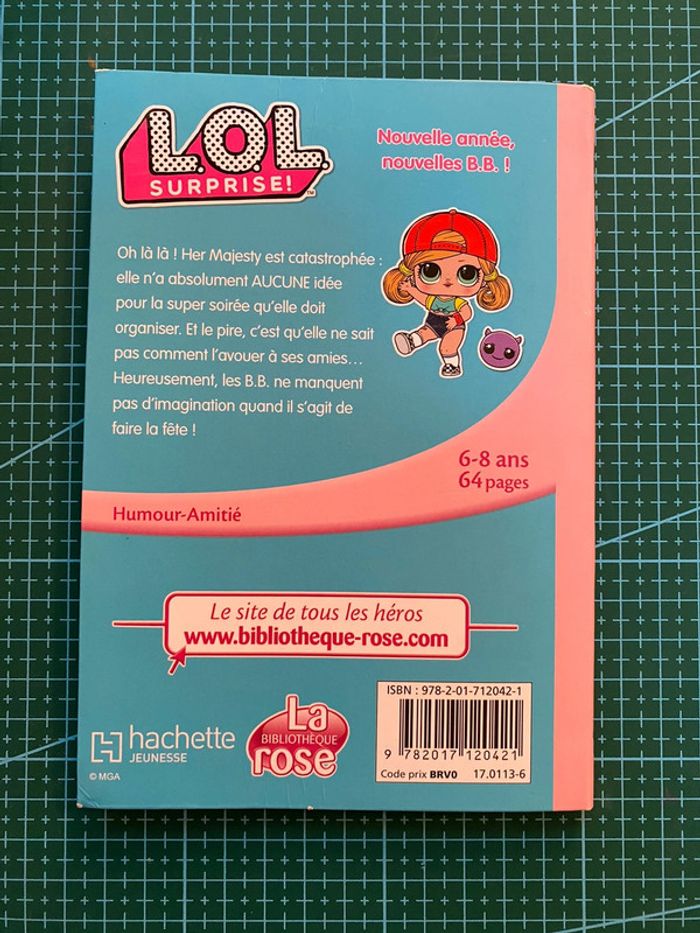 L.O.L.
SURPRISE!
TM
Nouvelle année,
nouvelles B.B. !
Oh là là ! Her Majesty est catastrophée :
elle n'a absolument AUCUNE idée
pour la super soirée qu'elle doit
organiser. Et le pire, c'est qu'elle ne sait
pas comment l'avouer à ses amies...
Heureusement, les B.B. ne manquent
pas d'imagination quand il s'agit de
faire la fête !
6-8 ans
64 pages
Humour-Amitié
Le site de tous les héros
www.bibliotheque-rose.com
ISBN : 978-2-01-712042-1
9 782017 120421
Code prix BRV0 17.0113-6
hachette
JEUNESSE
© MGA
La
BIBLIOTHÈQUE
rose